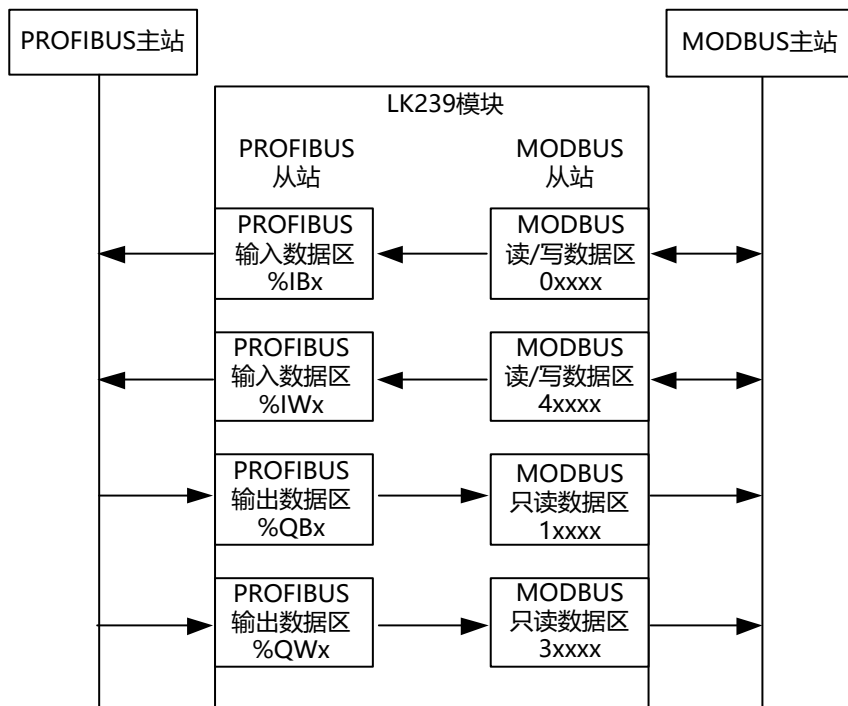 PROFIBUS主站
MODBUS主站
LK239模块
PROFIBUS
从站
MODBUS
从站
PROFIBUS
输入数据区
%IBx
MODBUS
读/写数据区
0xxxx
PROFIBUS
输入数据区
%IWx
MODBUS
读/写数据区
4xxxx
PROFIBUS
输出数据区
%QBx
MODBUS
只读数据区
1xxxx
PROFIBUS
输出数据区
%QWx
MODBUS
只读数据区
3xxxx